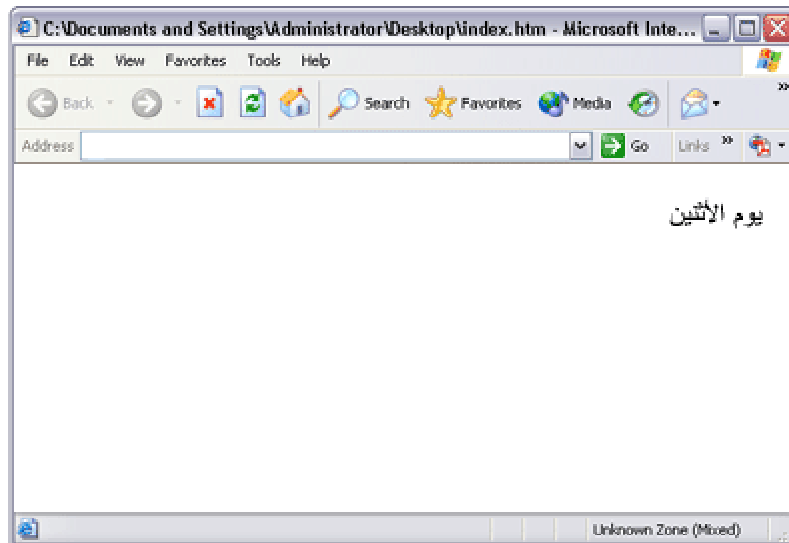 C:\Documents and Settings\Administrator\Desktop\index.htm - Microsoft Inte...
File Edit View Favorites Tools Help
Back Search Favorites Media
Address Go Links
يوم الأثنين
Unknown Zone (Mixed)